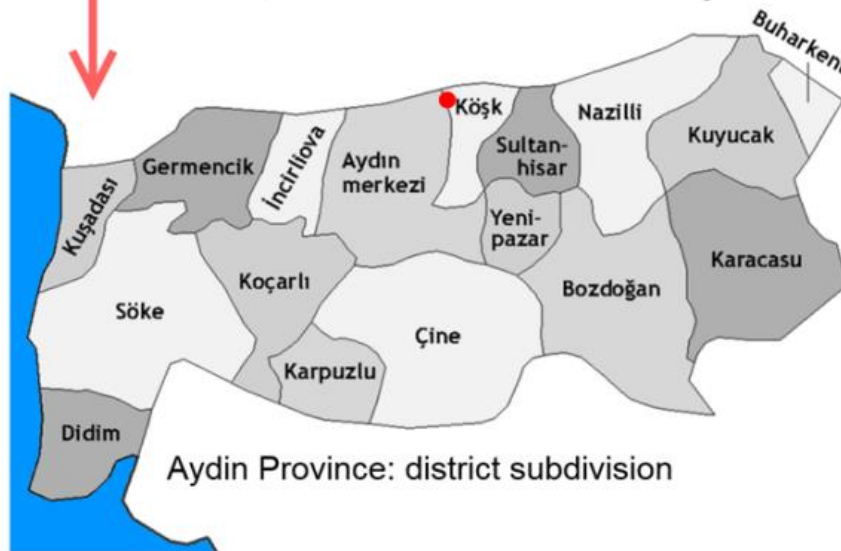 Buharkent
Köşk
Nazilli
Germencik
İncirliova
Aydın
merkezi
Sultan-
hisar
Kuyucak
Kuşadası
Yeni-
pazar
Karacasu
Koçarlı
Bozdoğan
Söke
Çine
Karpuzlu
Didim
Aydin Province: district subdivision